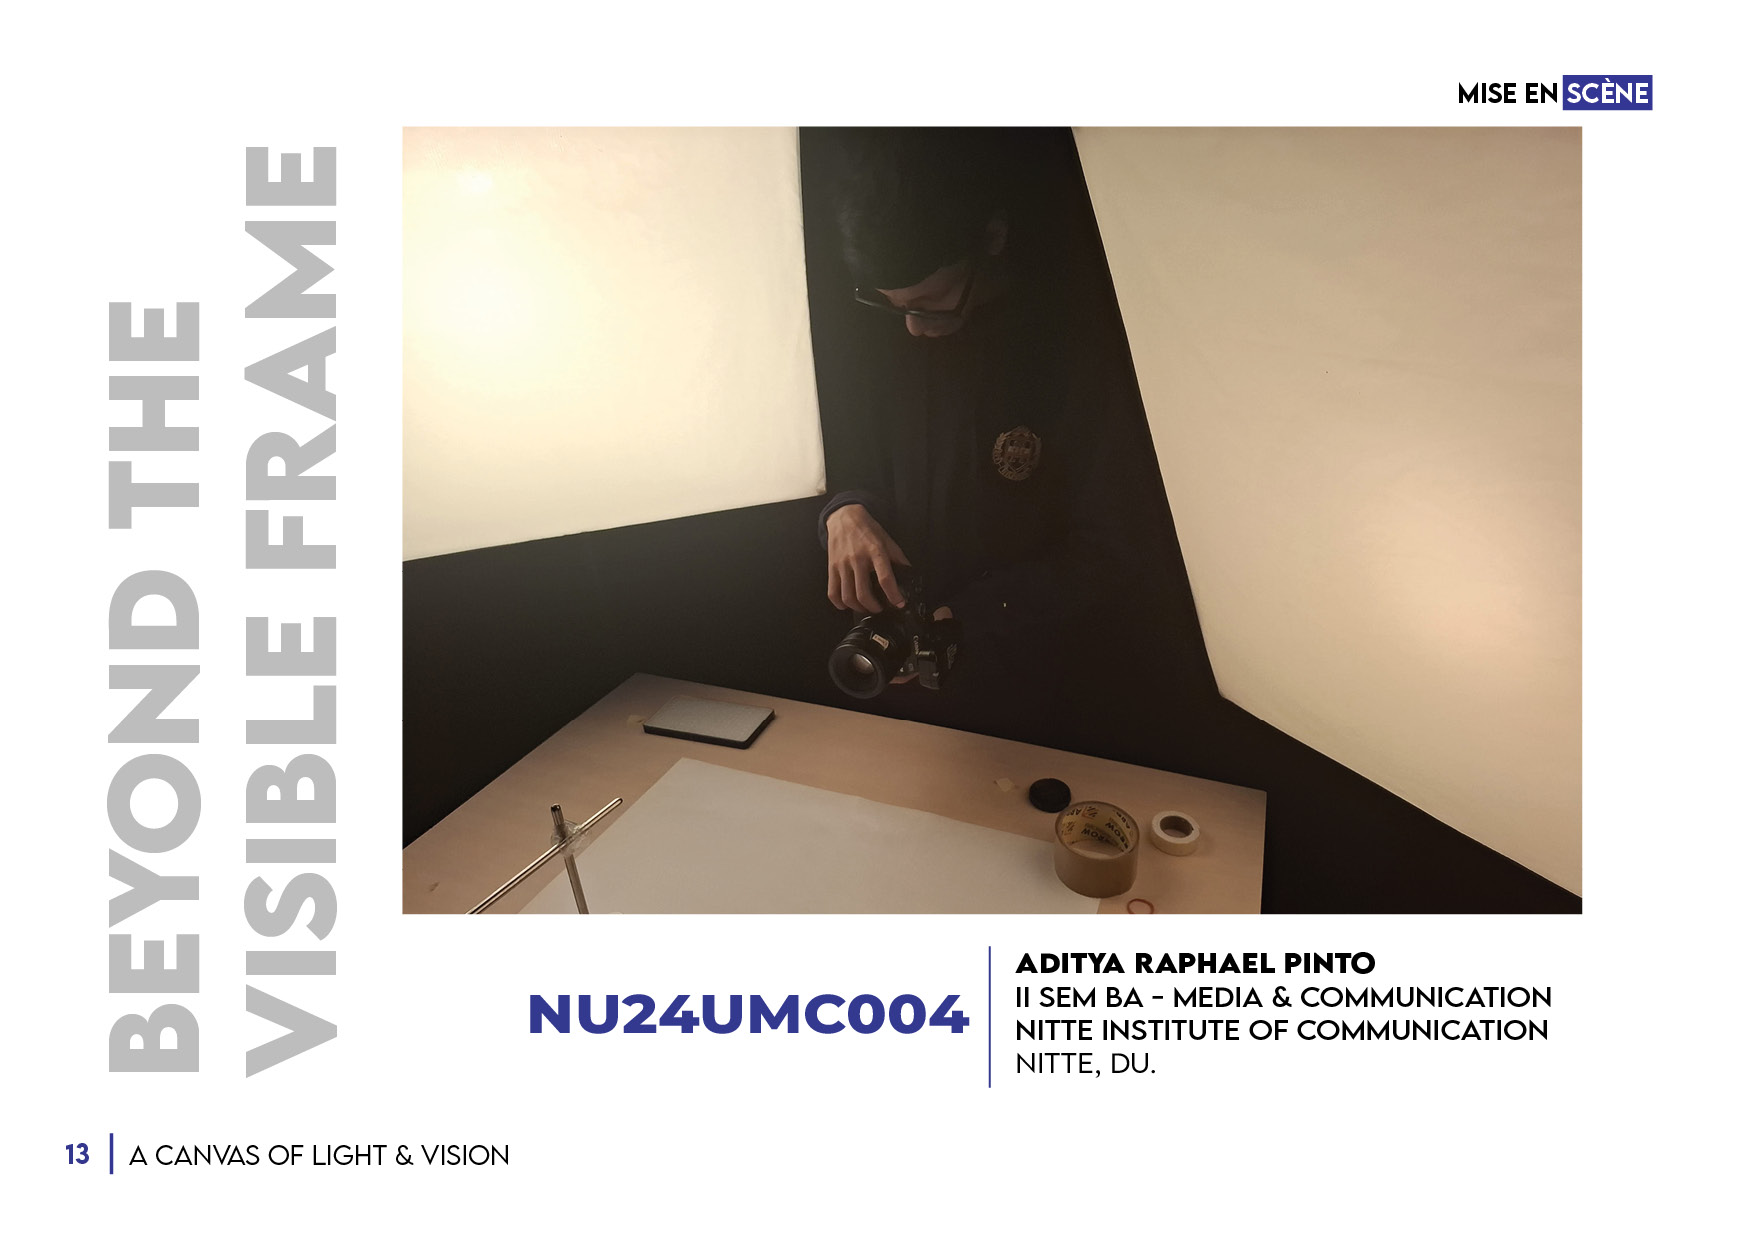 MISE EN SCÈNE
BEYOND THE
VISIBLE FRAME
NU24UMC004
ADITYA RAPHAEL PINTO
II SEM BA - MEDIA & COMMUNICATION
NITTE INSTITUTE OF COMMUNICATION
NITTE, DU.
13
A CANVAS OF LIGHT & VISION